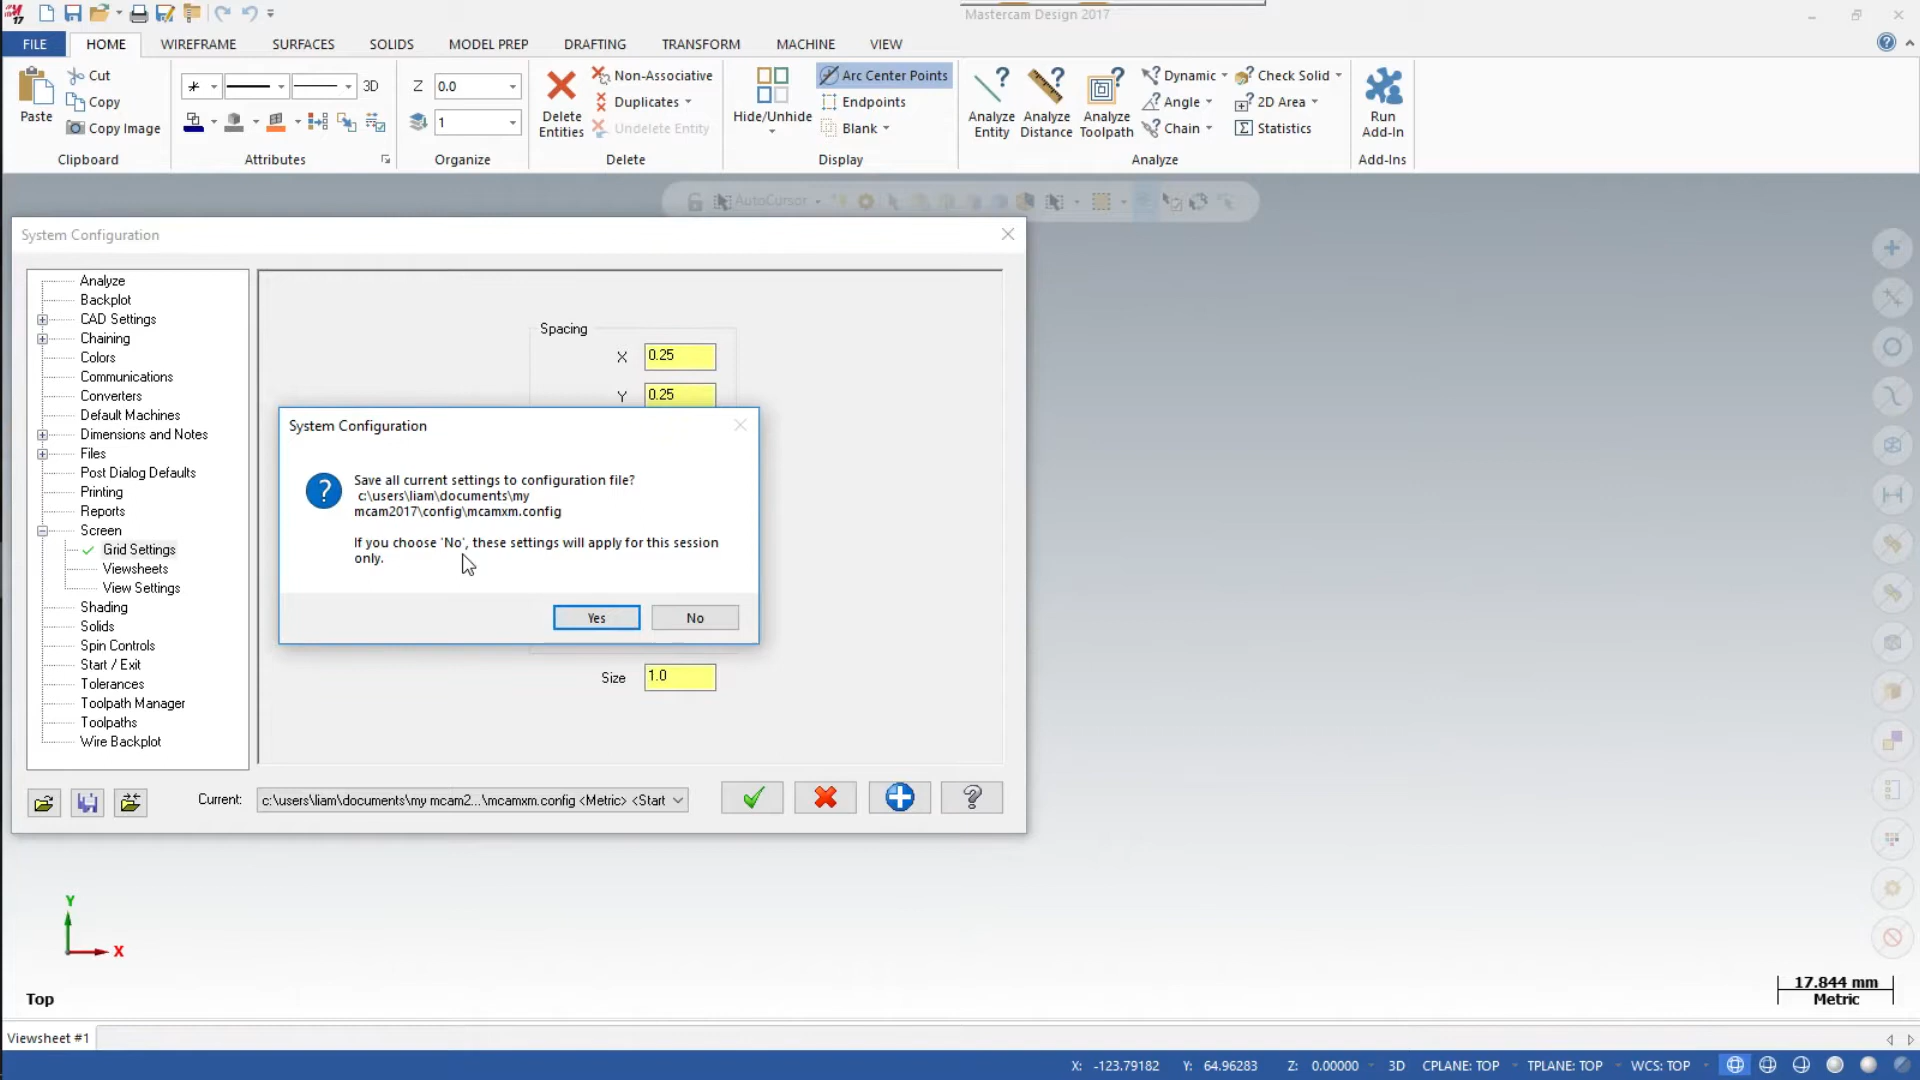 Mastercam Design 2017
FILE HOME WIREFRAME SURFACES SOLIDS MODEL PREP DRAFTING TRANSFORM MACHINE VIEW
Paste
Cut
Copy
Copy Image
Clipboard
3D
Attributes
Z 0.0
1
Organize
Delete
Entities
Non-Associative
Duplicates
Undelete Entity
Delete
Hide/Unhide
Arc Center Points
Endpoints
Blank
Display
Analyze
Entity
Analyze
Distance
Analyze
Toolpath
Dynamic
Angle
Chain
Check Solid
2D Area
Statistics
Analyze
Run
Add-In
Add-Ins
AutoCursor
System Configuration
Analyze
Backplot
CAD Settings
Chaining
Colors
Communications
Converters
Default Machines
Dimensions and Notes
Files
Post Dialog Defaults
Printing
Reports
Screen
Grid Settings
Viewsheets
View Settings
Shading
Solids
Spin Controls
Start / Exit
Tolerances
Toolpath Manager
Toolpaths
Wire Backplot
Spacing
X 0.25
Y 0.25
System Configuration
Save all current settings to configuration file?
c:\users\liam\documents\my
mcam2017\config\mcamxm.config
If you choose 'No', these settings will apply for this session
only.
Yes No
Size 1.0
Current: c:\users\liam\documents\my mcam2...\mcamxm.config <Metric> <Start
Y
X
Top
17.844 mm
Metric
Viewsheet #1
X: -123.79182 Y: 64.96283 Z: 0.00000 3D CPLANE: TOP TPLANE: TOP WCS: TOP